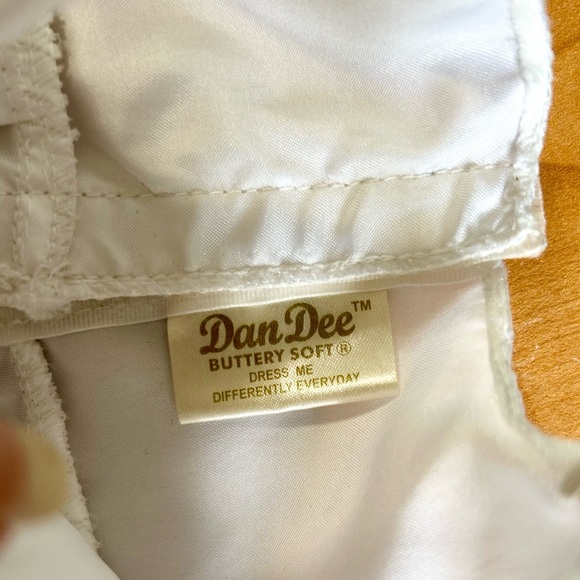 Dan Dee™
BUTTERY SOFT®
DRESS ME
DIFFERENTLY EVERYDAY